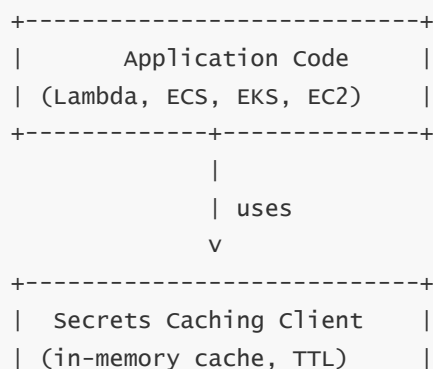 +----------------------------+
|       Application Code     |
| (Lambda, ECS, EKS, EC2)    |
+-------------+--------------+
              |
              | uses
              v
+----------------------------+
|  Secrets Caching Client    |
| (in-memory cache, TTL)     |